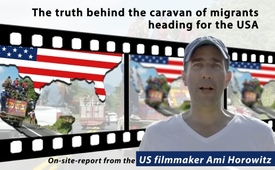 The truth behind the caravan of migrants
heading for the USA
On-site-report from the US filmmaker Ami Horowitz